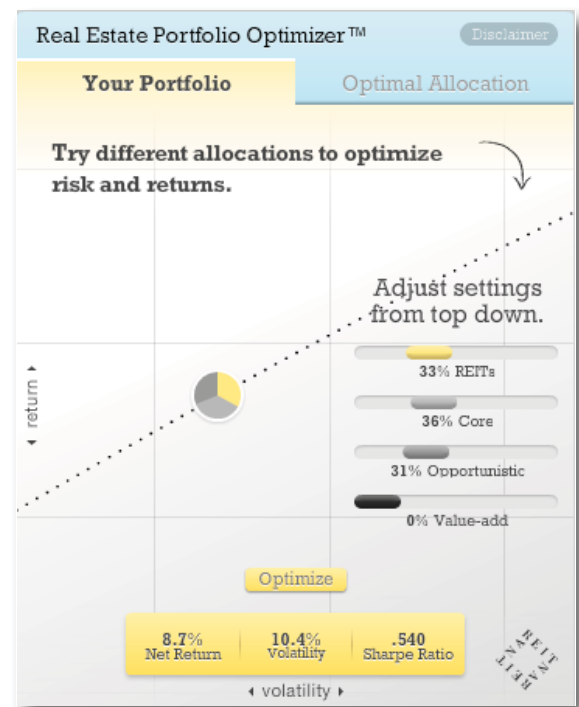 Real Estate Portfolio Optimizer™
Disclaimer
Your Portfolio
Optimal Allocation
Try different allocations to optimize
risk and returns.
Adjust settings
from top down.
33% REITs
36% Core
31% Opportunistic
0% Value-add
◂ return ▸
Optimize
8.7%
Net Return
10.4%
Volatility
.540
Sharpe Ratio
◂ volatility ▸
NAREIT
NAREIT